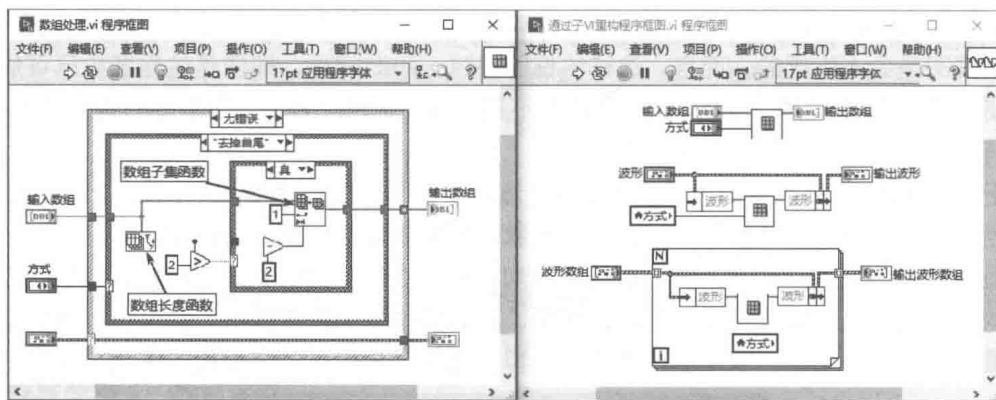 数组处理.vi 程序框图
文件(F) 编辑(E) 查看(V) 项目(P) 操作(O) 工具(T) 窗口(W) 帮助(H)
17pt 应用程序字体
无错误
"去掉首尾"
真
数组子集函数
输入数组
输出数组
1
2
2
方式
数组长度函数
通过子VI重构程序框图.vi 程序框图
文件(F) 编辑(E) 查看(V) 项目(P) 操作(O) 工具(T) 窗口(W) 帮助(H)
17pt 应用程序字体
输入数组
输出数组
方式
波形
输出波形
波形
波形
方式
N
波形数组
输出波形数组
波形
波形
方式
i